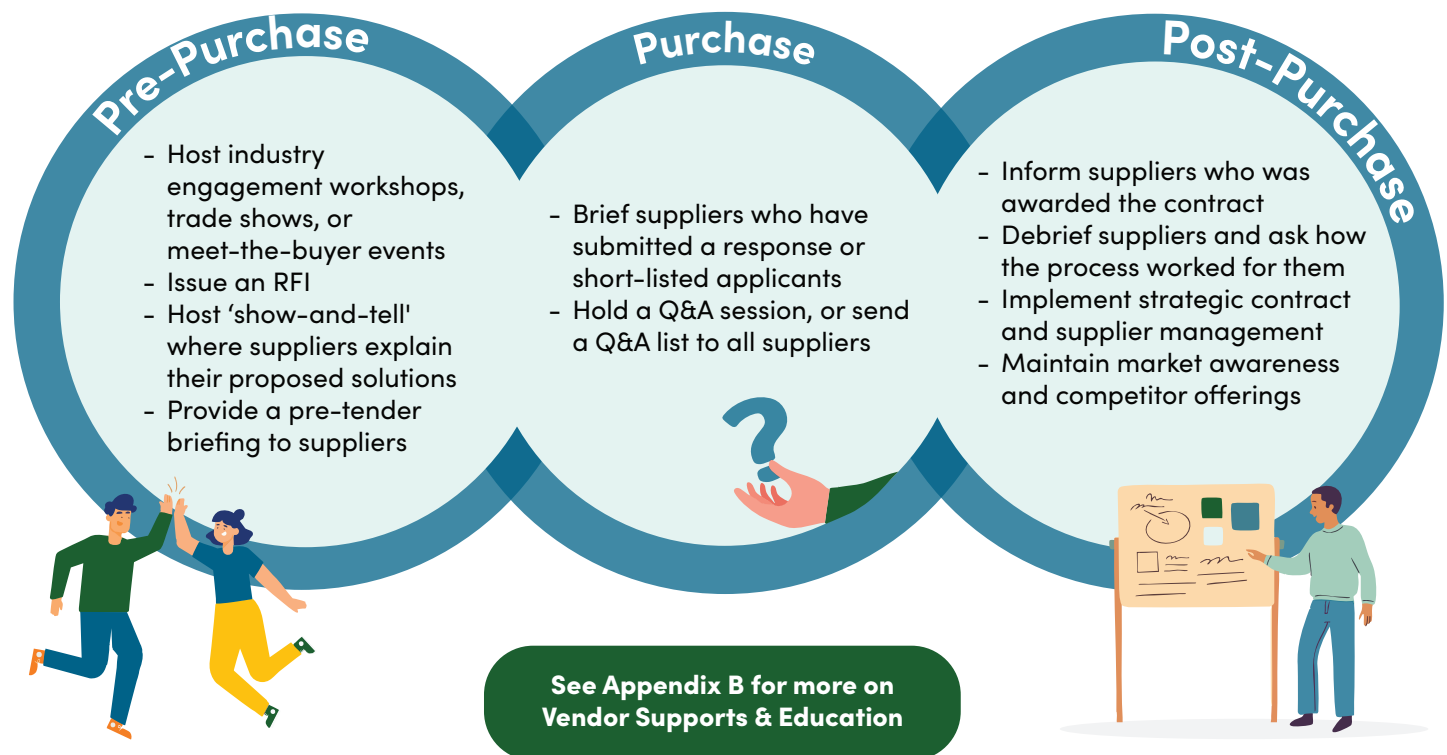 Pre-Purchase
- Host industry
engagement workshops,
trade shows, or
meet-the-buyer events
- Issue an RFI
- Host ‘show-and-tell'
where suppliers explain
their proposed solutions
- Provide a pre-tender
briefing to suppliers
Purchase
- Brief suppliers who have
submitted a response or
short-listed applicants
- Hold a Q&A session, or send
a Q&A list to all suppliers
Post-Purchase
- Inform suppliers who was
awarded the contract
- Debrief suppliers and ask how
the process worked for them
- Implement strategic contract
and supplier management
- Maintain market awareness
and competitor offerings
See Appendix B for more on
Vendor Supports & Education